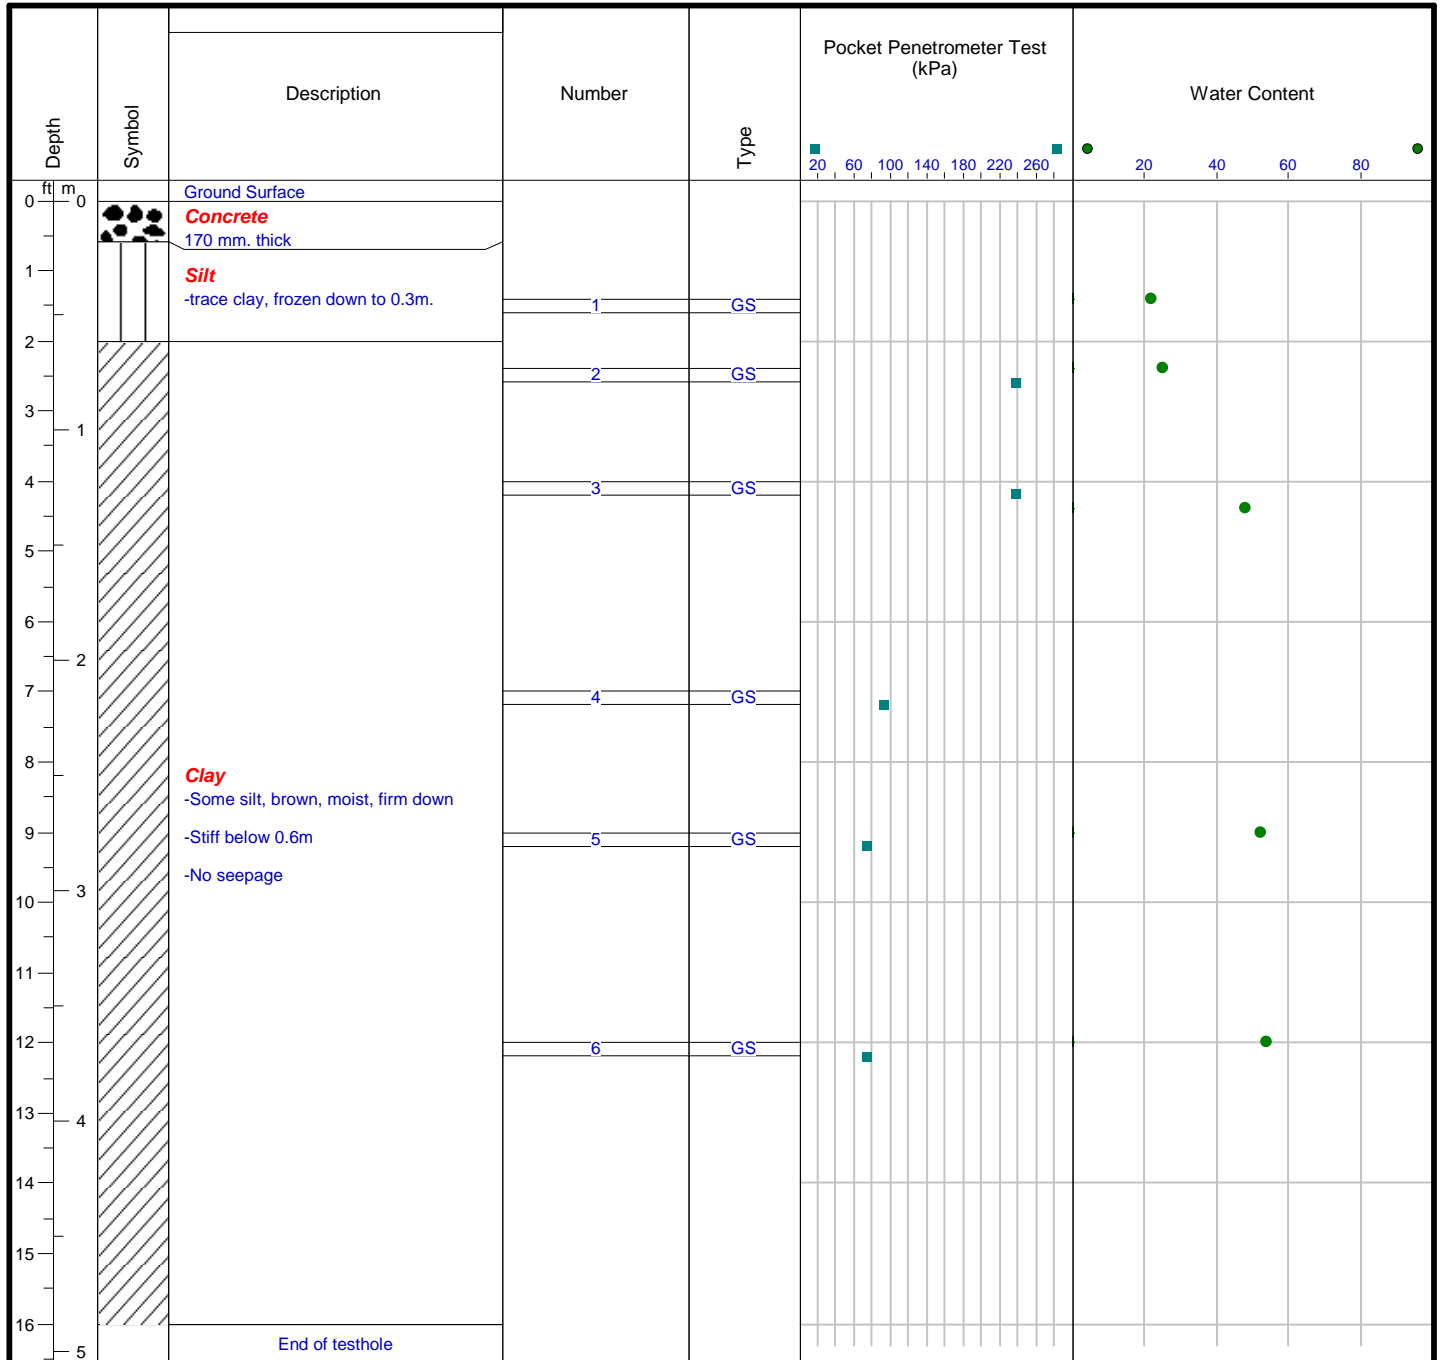 Depth
Symbol
Description
Number
Type
Pocket Penetrometer Test
(kPa)
Water Content
20 60 100 140 180 220 260
20 40 60 80
ft m
0 0
Ground Surface
Concrete
170 mm. thick
1
Silt
-trace clay, frozen down to 0.3m.
1 GS
2
2 GS
3
1
4
3 GS
5
6
2
7
4 GS
8
Clay
-Some silt, brown, moist, firm down
9
-Stiff below 0.6m
5 GS
-No seepage
3
10
11
12
6 GS
13
4
14
15
16
End of testhole
5